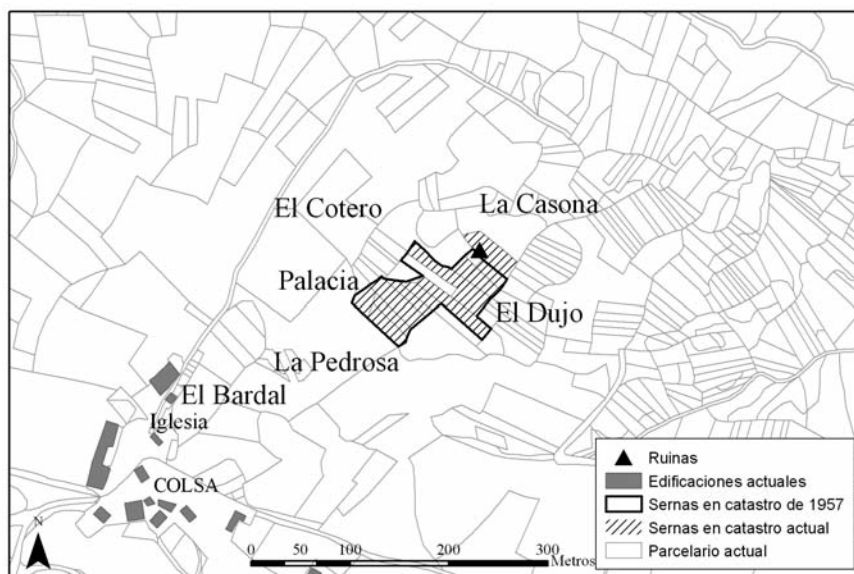 La Casona
El Cotero
Palacia
El Dujo
La Pedrosa
El Bardal
Iglesia
COLSA
N
0 50 100 200 300
Metros
Ruinas
Edificaciones actuales
Sernas en catastro de 1957
Sernas en catastro actual
Parcelario actual